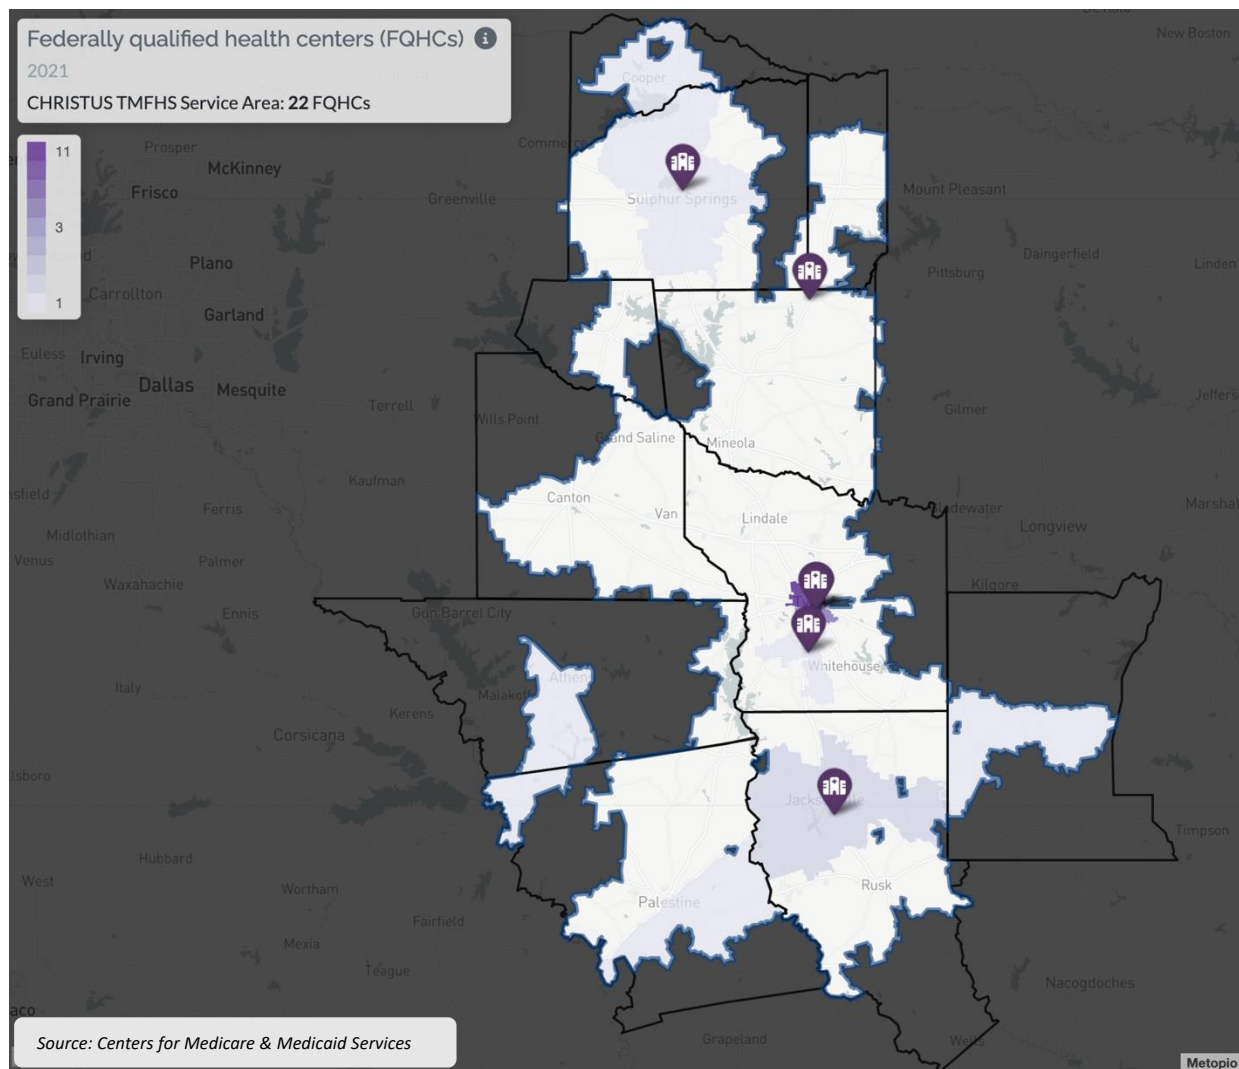 Federally qualified health centers (FQHCs)
2021
CHRISTUS TMFHS Service Area: 22 FQHCs
11
3
1
New Boston
Cooper
Prosper
Commerce
McKinney
Frisco
Greenville
Sulphur Springs
Mount Pleasant
Plano
Daingerfield
Linden
Pittsburg
Carrollton
Garland
Euless
Irving
Dallas
Mesquite
Grand Prairie
Terrell
Wills Point
Gilmer
Grand Saline
Mineola
Kaufman
Canton
Van
Lindale
Ferris
Longview
Midlothian
Venus
Palmer
Waxahachie
Kilgore
Ennis
Gun Barrel City
Whitehouse
Athen
Italy
Malakoff
Kerens
Corsicana
Timpson
Hubbard
West
Wortham
Rusk
Palestine
Fairfield
Mexia
Teague
Nacogdoches
Grapeland
Wells
Source: Centers for Medicare & Medicaid Services
Metopio